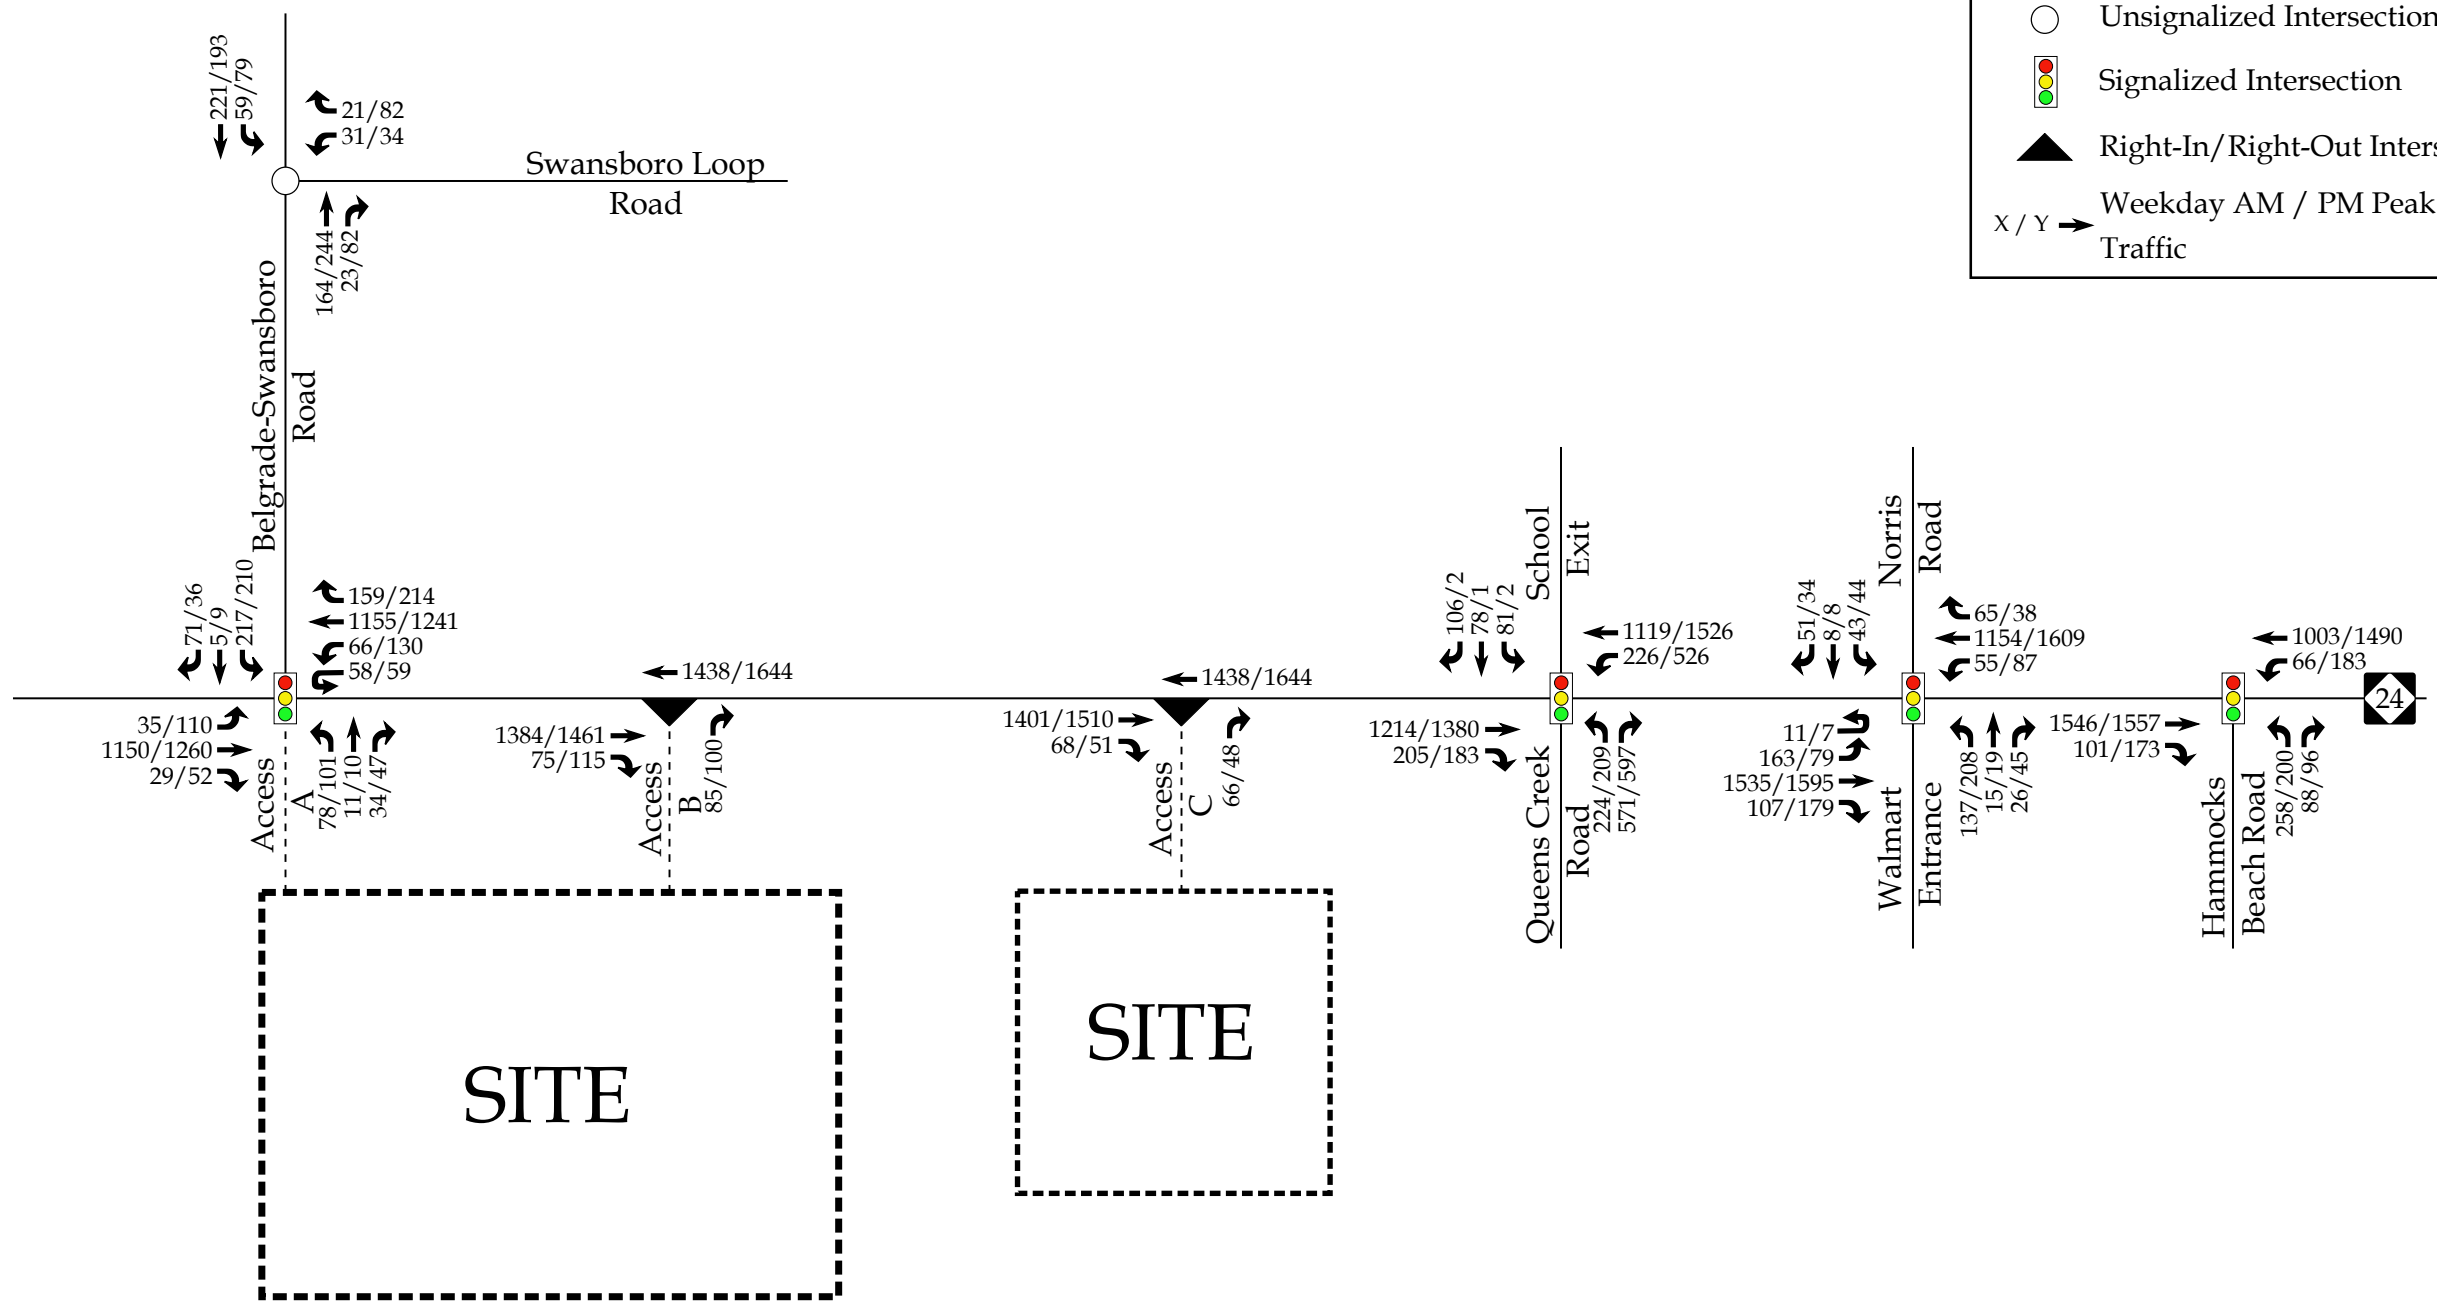 Unsignalized Intersection
Signalized Intersection
Right-In/Right-Out Inters
X / Y
Weekday AM / PM Peak
Traffic
221/193
59/79
21/82
31/34
Swansboro Loop
Road
164/244
23/82
Belgrade-Swansboro
Road
71/36
5/9
217/210
159/214
1155/1241
66/130
58/59
35/110
1150/1260
29/52
Access
A
78/101
11/10
34/47
1438/1644
1384/1461
75/115
Access
B
85/100
1438/1644
1401/1510
68/51
Access
C
66/48
School
Exit
106/2
78/1
81/2
1119/1526
226/526
1214/1380
205/183
Queens Creek
Road
224/209
571/597
Norris
Road
51/34
8/8
43/44
65/38
1154/1609
55/87
11/7
163/79
1535/1595
107/179
Walmart
Entrance
137/208
15/19
26/45
1003/1490
66/183
1546/1557
101/173
Hammocks
Beach Road
258/200
88/96
24
SITE
SITE